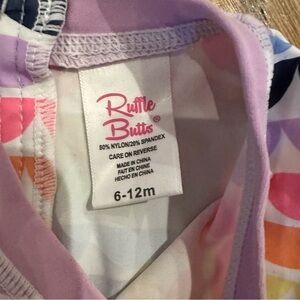 Ruffle
Butts®
80% NYLON/20% SPANDEX
CARE ON REVERSE
MADE IN CHINA
FAIT EN CHINE
HECHO EN CHINA
6-12m